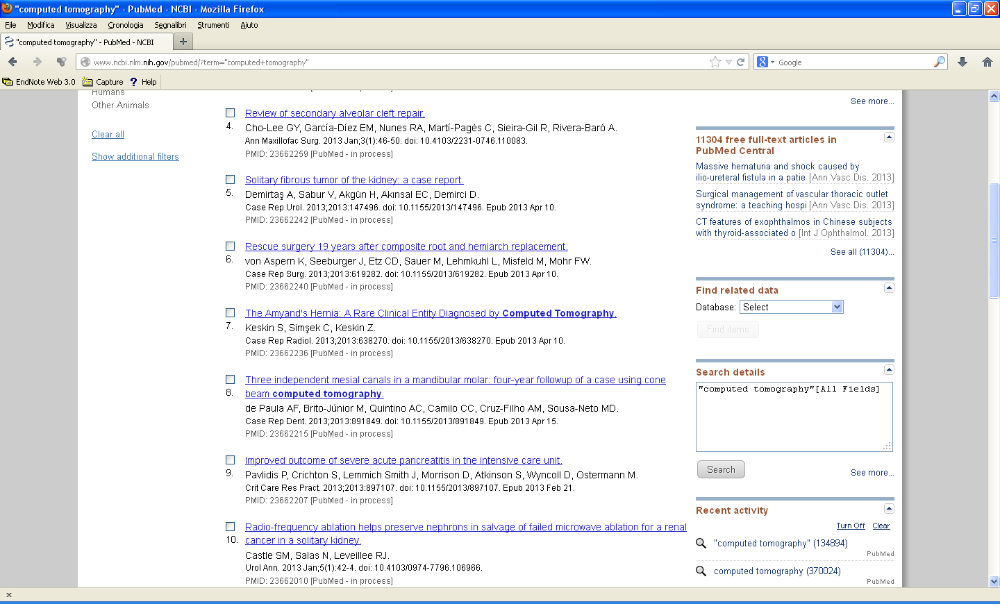 "computed tomography" - PubMed - NCBI - Mozilla Firefox
File Modifica Visualizza Cronologia Segnalibri Strumenti Aiuto
"computed tomography" - PubMed - NCBI
www.ncbi.nlm.nih.gov/pubmed/?term="computed+tomography"
Google
EndNote Web 3.0 Capture Help
Humans
Other Animals
Clear all
Show additional filters
Review of secondary alveolar cleft repair.
4. Cho-Lee GY, García-Díez EM, Nunes RA, Martí-Pagès C, Sieira-Gil R, Rivera-Baró A.
Ann Maxillofac Surg. 2013 Jan;3(1):46-50. doi: 10.4103/2231-0746.110083.
PMID: 23662259 [PubMed - in process]
Solitary fibrous tumor of the kidney: a case report.
5. Demirtaş A, Sabur V, Akgün H, Akınsal EC, Demirci D.
Case Rep Urol. 2013;2013:147496. doi: 10.1155/2013/147496. Epub 2013 Apr 10.
PMID: 23662242 [PubMed - in process]
Rescue surgery 19 years after composite root and hemiarch replacement.
6. von Aspern K, Seeburger J, Etz CD, Sauer M, Lehmkuhl L, Misfeld M, Mohr FW.
Case Rep Surg. 2013;2013:619282. doi: 10.1155/2013/619282. Epub 2013 Apr 10.
PMID: 23662240 [PubMed - in process]
The Amyand's Hernia: A Rare Clinical Entity Diagnosed by Computed Tomography.
7. Keskin S, Simşek C, Keskin Z.
Case Rep Radiol. 2013;2013:638270. doi: 10.1155/2013/638270. Epub 2013 Apr 10.
PMID: 23662236 [PubMed - in process]
Three independent mesial canals in a mandibular molar: four-year followup of a case using cone
8. beam computed tomography.
de Paula AF, Brito-Júnior M, Quintino AC, Camilo CC, Cruz-Filho AM, Sousa-Neto MD.
Case Rep Dent. 2013;2013:891849. doi: 10.1155/2013/891849. Epub 2013 Apr 15.
PMID: 23662215 [PubMed - in process]
Improved outcome of severe acute pancreatitis in the intensive care unit.
9. Pavlidis P, Crichton S, Lemmich Smith J, Morrison D, Atkinson S, Wyncoll D, Ostermann M.
Crit Care Res Pract. 2013;2013:897107. doi: 10.1155/2013/897107. Epub 2013 Feb 21.
PMID: 23662207 [PubMed - in process]
Radio-frequency ablation helps preserve nephrons in salvage of failed microwave ablation for a renal
10. cancer in a solitary kidney.
Castle SM, Salas N, Leveillee RJ.
Urol Ann. 2013 Jan;5(1):42-4. doi: 10.4103/0974-7796.106966.
PMID: 23662010 [PubMed - in process]
See more...
11304 free full-text articles in
PubMed Central
Massive hematuria and shock caused by
ilio-ureteral fistula in a patie [Ann Vasc Dis. 2013]
Surgical management of vascular thoracic outlet
syndrome: a teaching hospi [Ann Vasc Dis. 2013]
CT features of exophthalmos in Chinese subjects
with thyroid-associated o [Int J Ophthalmol. 2013]
See all (11304)...
Find related data
Database: Select
Find items
Search details
"computed tomography"[All Fields]
Search
See more...
Recent activity
Turn Off Clear
"computed tomography" (134894)
PubMed
computed tomography (370024)
PubMed